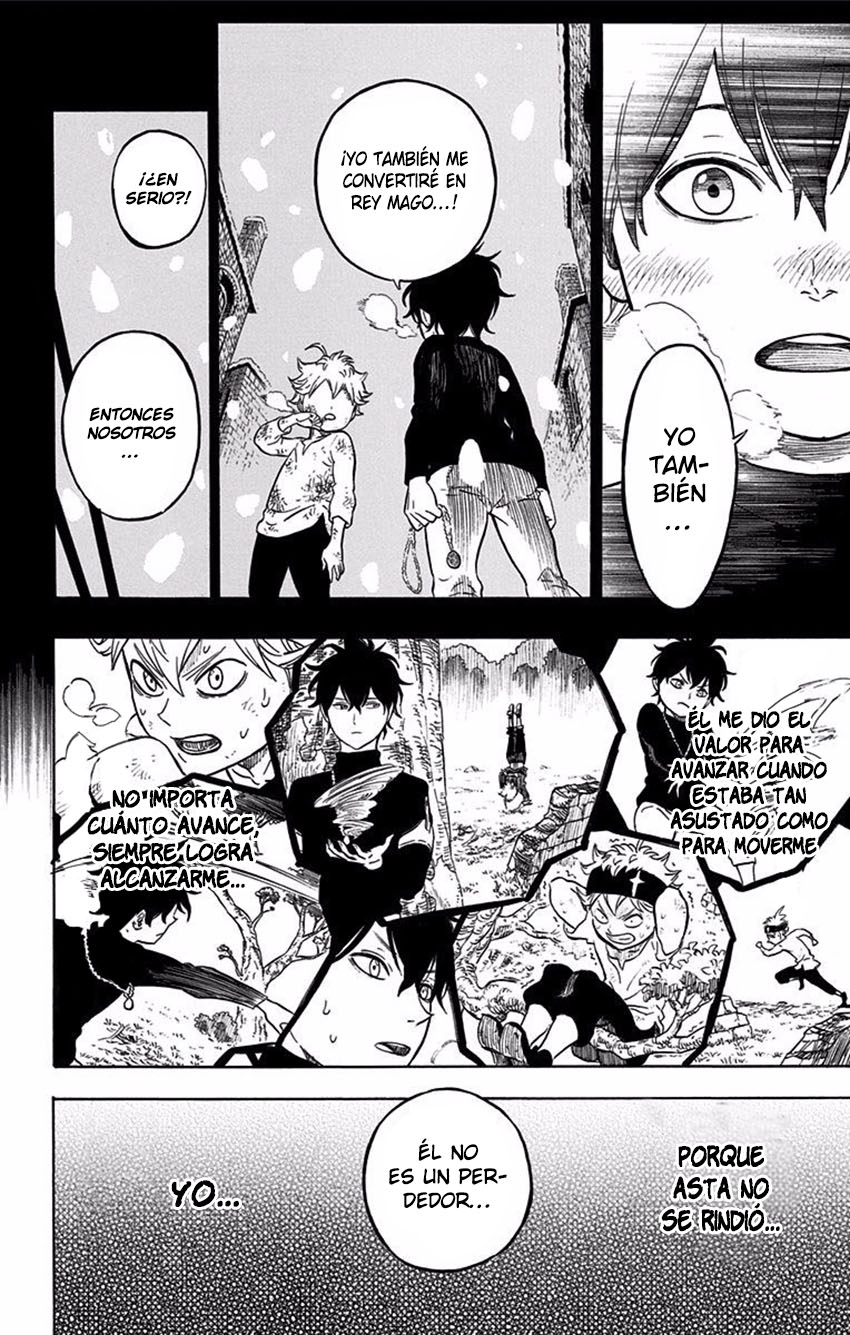 YO
TAM-
BIÉN
...
¡YO TAMBIÉN ME
CONVERTIRÉ EN
REY MAGO...!
¡¿EN
SERIO?!
ENTONCES
NOSOTROS
...
ÉL ME DIO EL
VALOR PARA
AVANZAR CUANDO
ESTABA TAN
ASUSTADO COMO
PARA MOVERME
NO IMPORTA
CUÁNTO AVANCE,
SIEMPRE LOGRA
ALCANZARME...
PORQUE
ASTA NO
SE RINDIÓ...
ÉL NO
ES UN PER-
DEDOR...
YO...